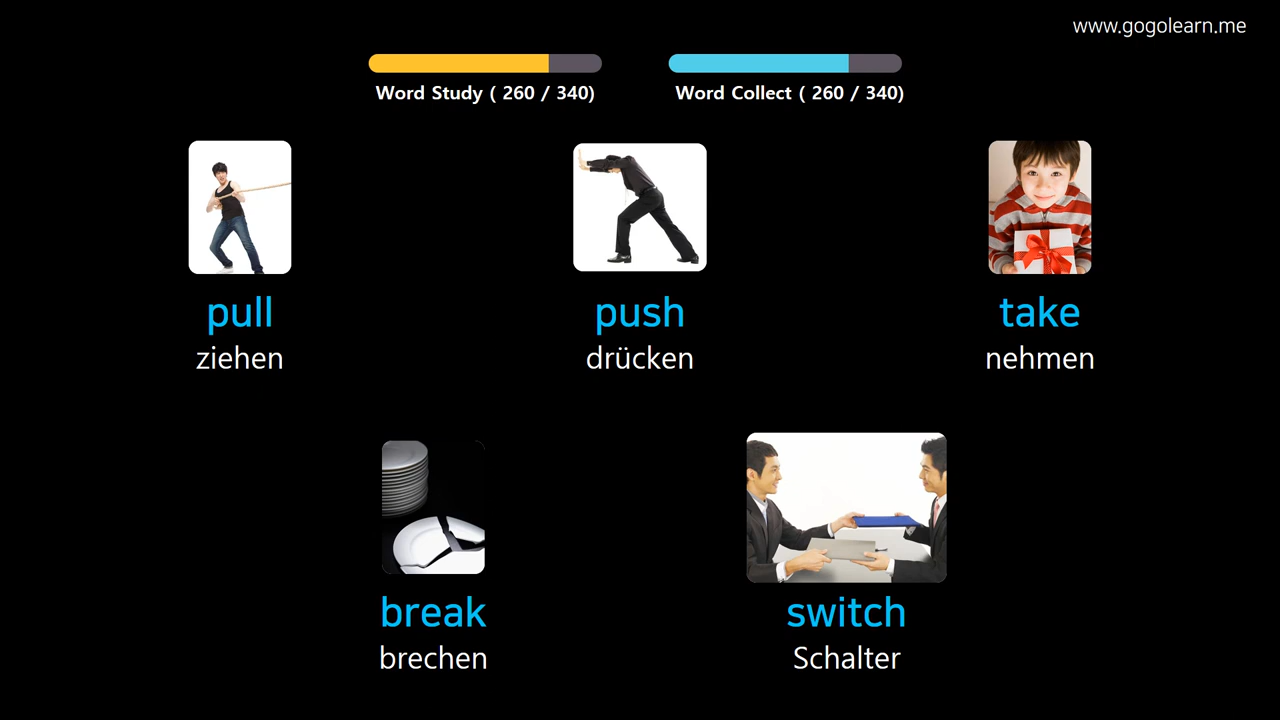 www.gogolearn.me
Word Study ( 260 / 340)
Word Collect ( 260 / 340)
pull
ziehen
push
drücken
take
nehmen
break
brechen
switch
Schalter